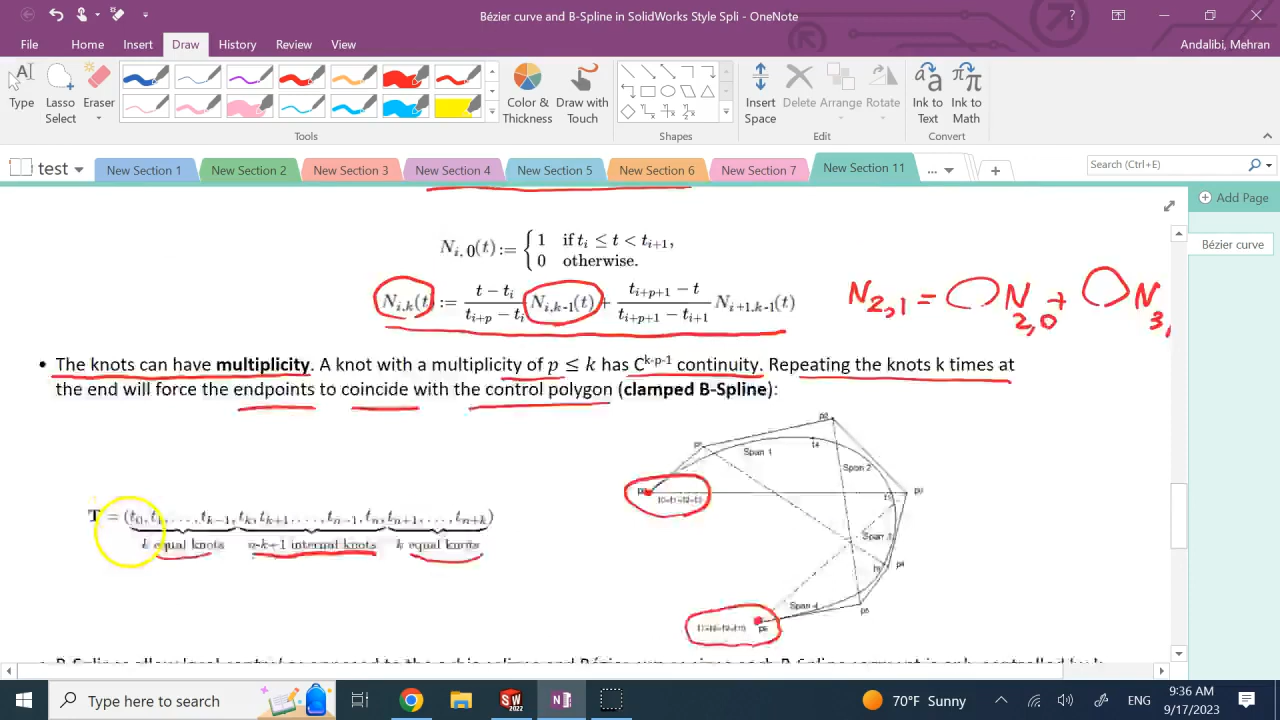 Bézier curve and B-Spline in SolidWorks Style Spli - OneNote
Andalibi, Mehran
File Home Insert Draw History Review View
Type
Lasso Select
Eraser
Color & Thickness
Draw with Touch
Insert Space
Delete
Arrange
Rotate
Ink to Text
Ink to Math
Tools
Shapes
Edit
Convert
test
New Section 1
New Section 2
New Section 3
New Section 4
New Section 5
New Section 6
New Section 7
New Section 11
...
Search (Ctrl+E)
Add Page
Bézier curve
N_{i,0}(t) := { 1 if t_i ≤ t < t_{i+1},
0 otherwise.
N_{i,k}(t) := \frac{t - t_i}{t_{i+p} - t_i} N_{i,k-1}(t) + \frac{t_{i+p+1} - t}{t_{i+p+1} - t_{i+1}} N_{i+1,k-1}(t)
N_{2,1} = N_{2,0} + N_{3,
• The knots can have multiplicity. A knot with a multiplicity of p ≤ k has C^{k-p-1} continuity. Repeating the knots k times at
the end will force the endpoints to coincide with the control polygon (clamped B-Spline):
T = (t_0, t_1, ..., t_{k-1}, t_k, t_{k+1}, ..., t_{n-1}, t_n, t_{n+1}, ..., t_{n+k})
k equal knots n-k+1 internal knots k equal knots
Span 1
t4
Span 2
p4
Type here to search
70°F Sunny
ENG
9:36 AM
9/17/2023